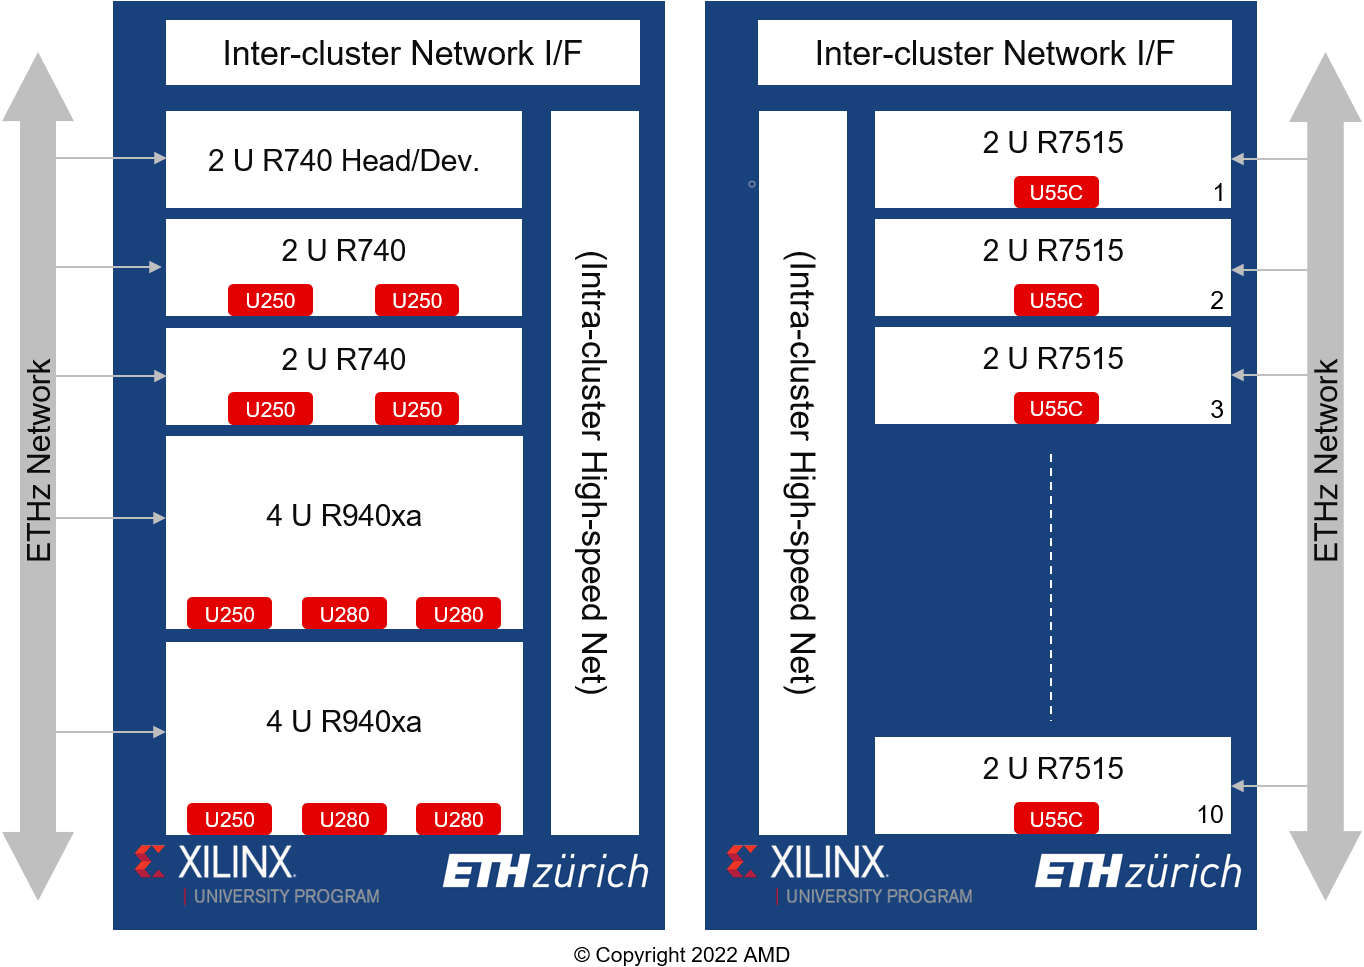 Inter-cluster Network I/F
2 U R740 Head/Dev.
2 U R740
U250 U250
2 U R740
U250 U250
4 U R940xa
U250 U280 U280
4 U R940xa
U250 U280 U280
(Intra-cluster High-speed Net)
ETHz Network
XILINX
UNIVERSITY PROGRAM
ETH zürich
Inter-cluster Network I/F
(Intra-cluster High-speed Net)
2 U R7515
U55C 1
2 U R7515
U55C 2
2 U R7515
U55C 3
2 U R7515
U55C 10
ETHz Network
XILINX
UNIVERSITY PROGRAM
ETH zürich
© Copyright 2022 AMD